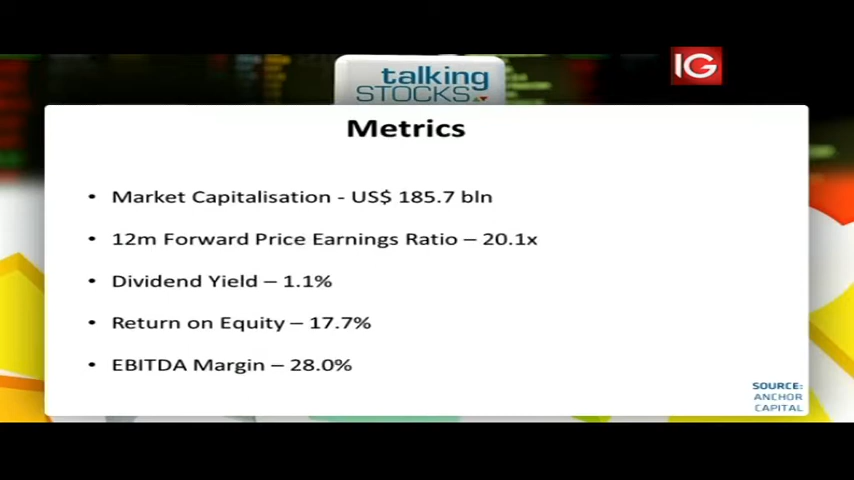 talking
STOCKS
IG
Metrics
• Market Capitalisation - US$ 185.7 bln
• 12m Forward Price Earnings Ratio – 20.1x
• Dividend Yield – 1.1%
• Return on Equity – 17.7%
• EBITDA Margin – 28.0%
SOURCE:
ANCHOR
CAPITAL